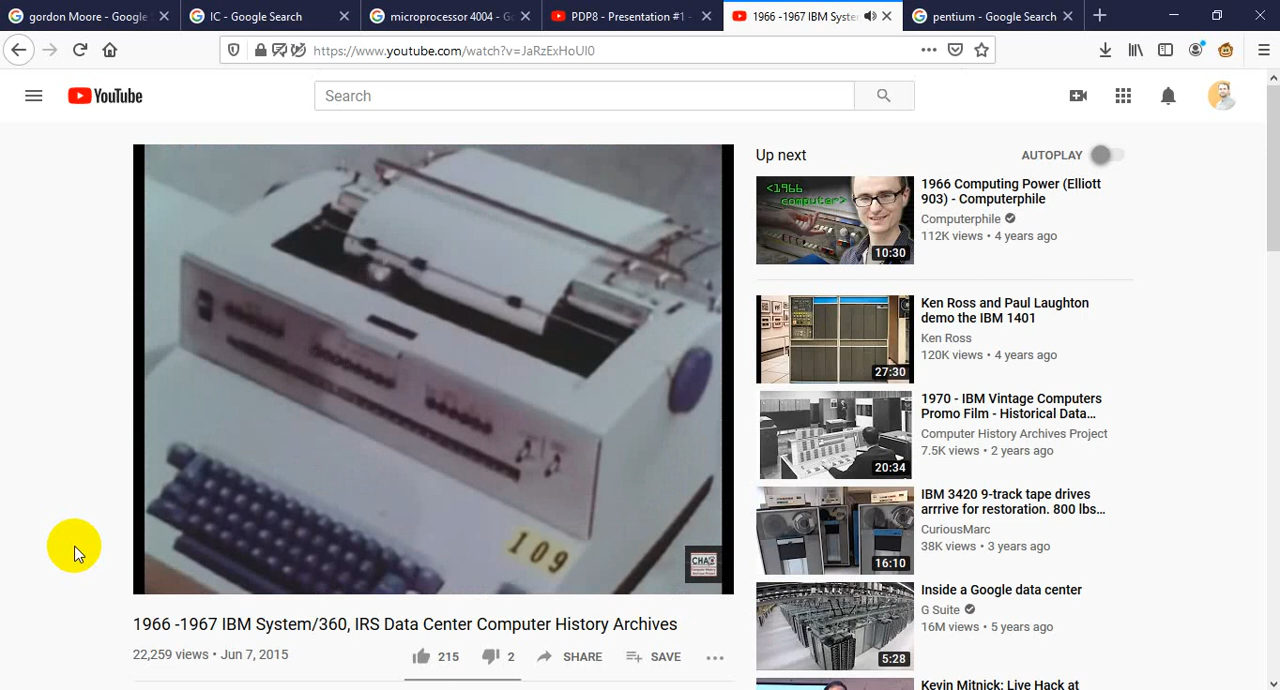 gordon Moore - Google
IC - Google Search
microprocessor 4004 - Go
PDP8 - Presentation #1 -
1966 -1967 IBM Syste
pentium - Google Search
https://www.youtube.com/watch?v=JaRzExHoUI0
YouTube
Search
109
CHAP
1966 -1967 IBM System/360, IRS Data Center Computer History Archives
22,259 views • Jun 7, 2015
215
2
SHARE
SAVE
Up next
AUTOPLAY
<1966
computer>
10:30
1966 Computing Power (Elliott
903) - Computerphile
Computerphile
112K views • 4 years ago
27:30
Ken Ross and Paul Laughton
demo the IBM 1401
Ken Ross
120K views • 4 years ago
20:34
1970 - IBM Vintage Computers
Promo Film - Historical Data...
Computer History Archives Project
7.5K views • 2 years ago
16:10
IBM 3420 9-track tape drives
arrrive for restoration. 800 lbs...
CuriousMarc
38K views • 3 years ago
5:28
Inside a Google data center
G Suite
16M views • 5 years ago
Kevin Mitnick: Live Hack at